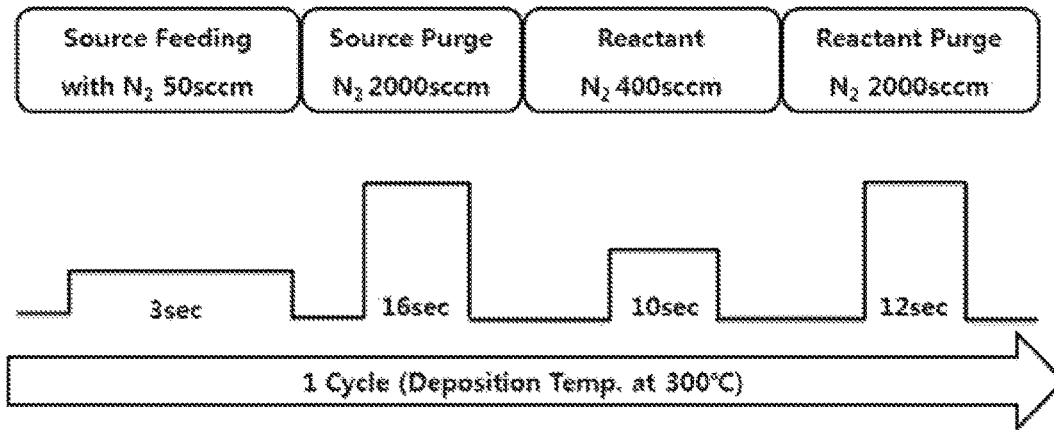 Source Feeding
with N₂ 50sccm
Source Purge
N₂ 2000sccm
Reactant
N₂ 400sccm
Reactant Purge
N₂ 2000sccm
3sec
16sec
10sec
12sec
1 Cycle (Deposition Temp. at 300℃)